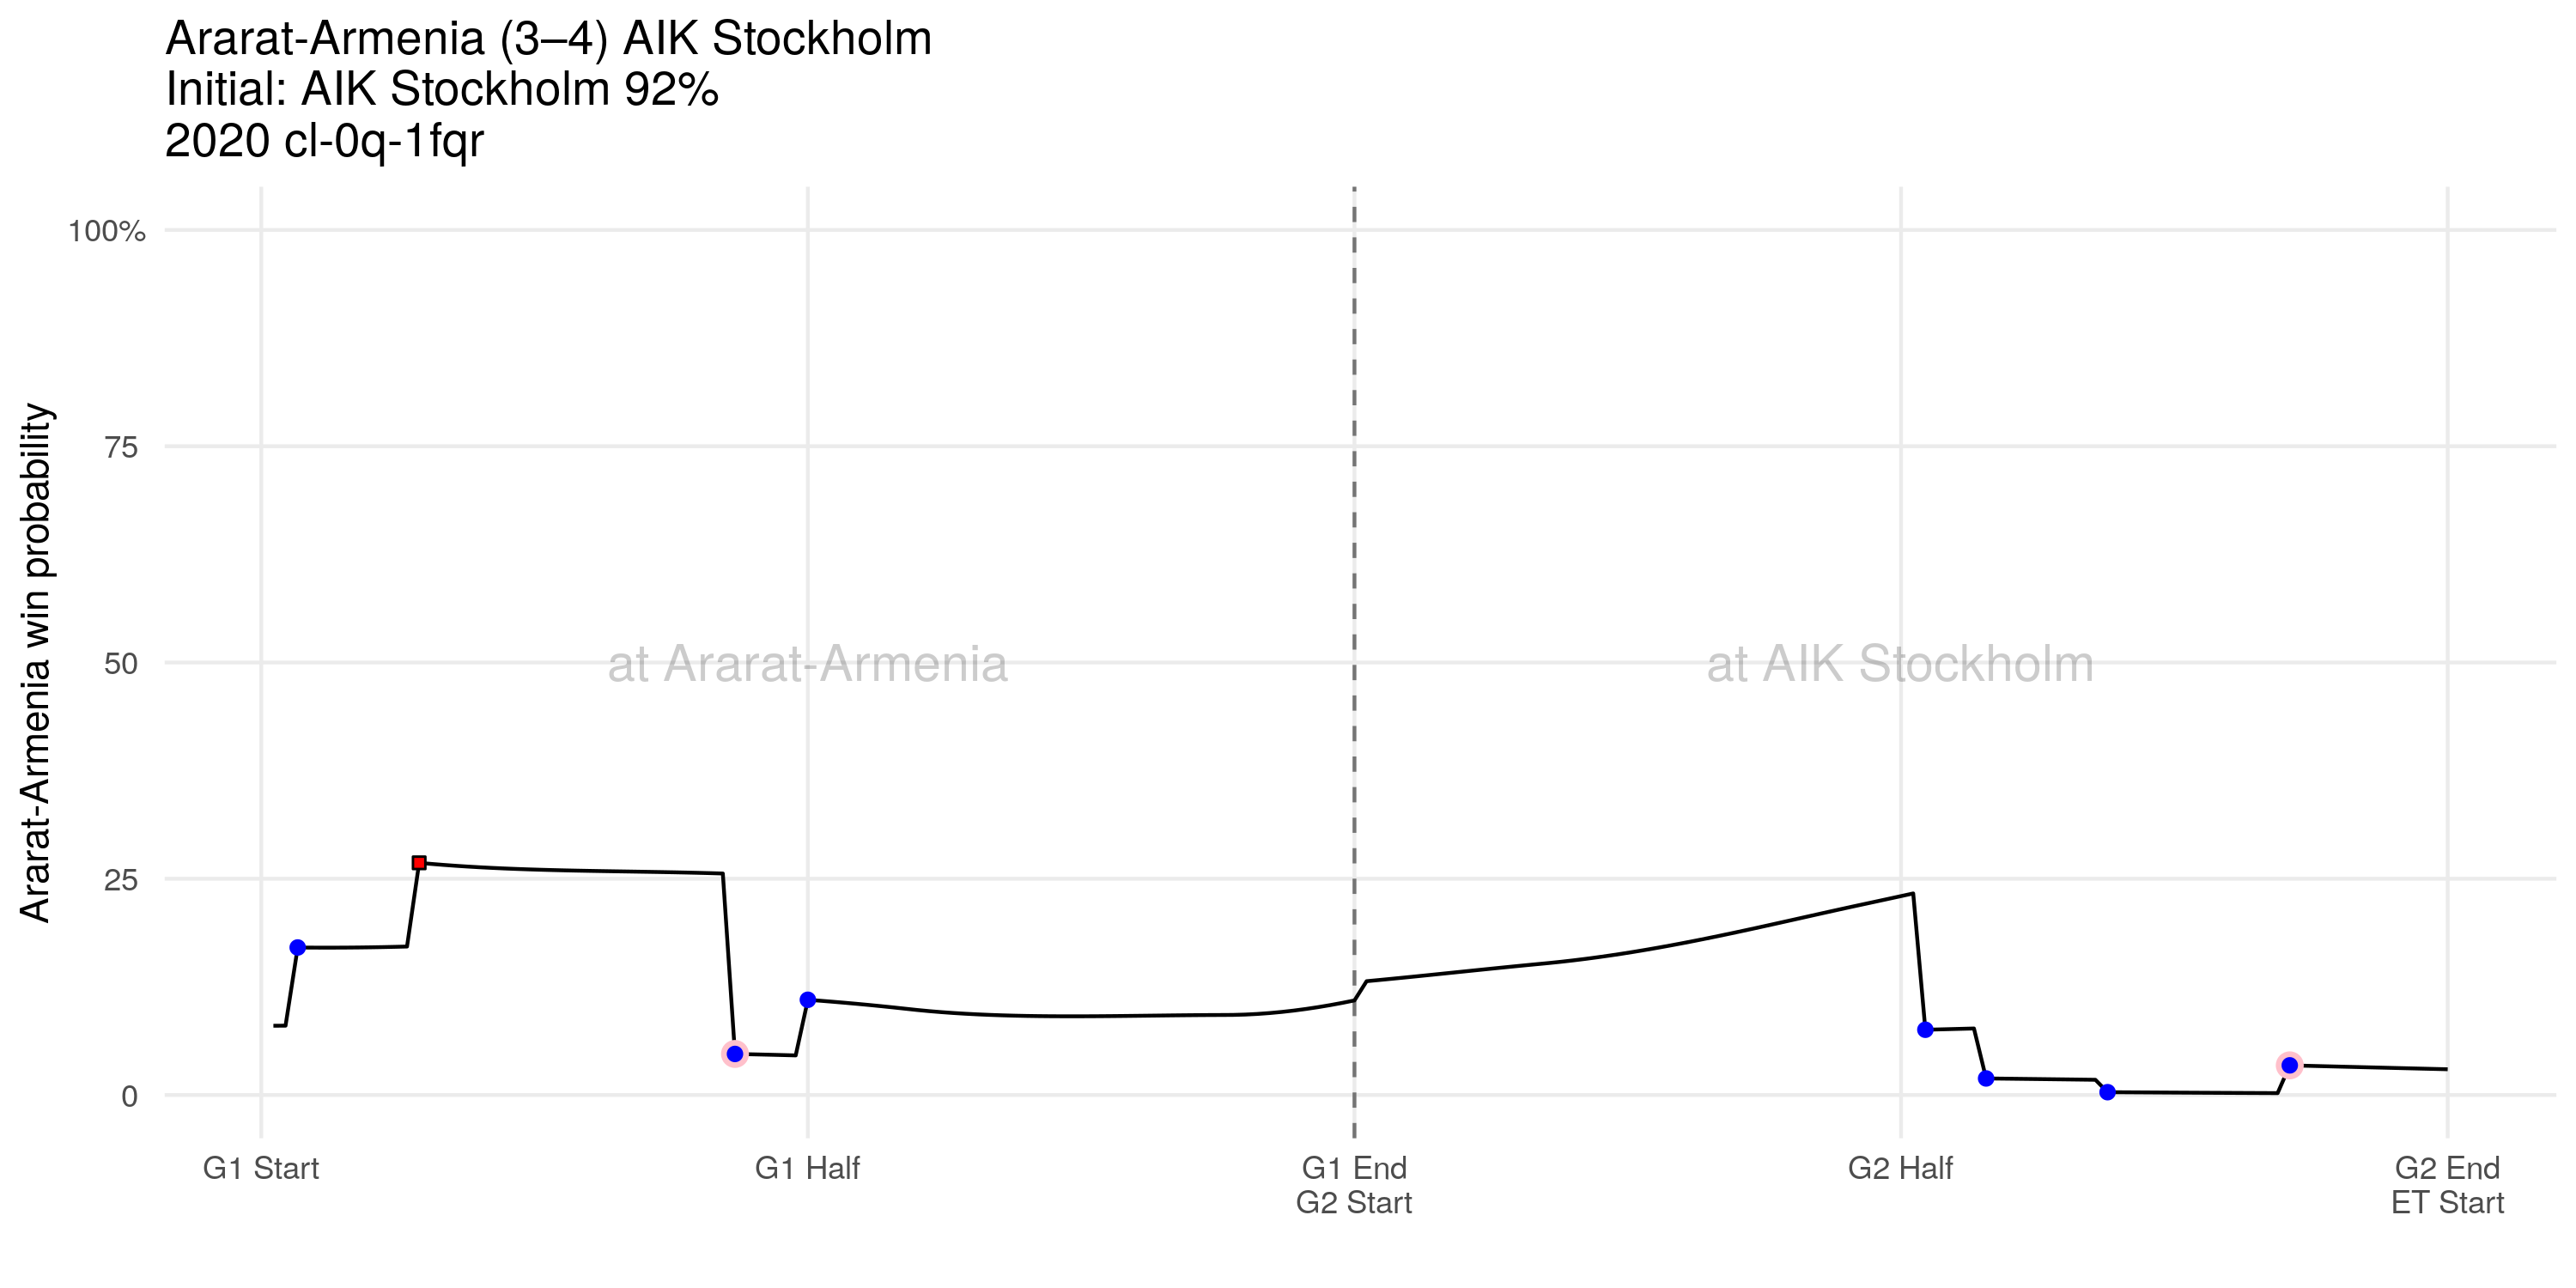 Ararat-Armenia (3–4) AIK Stockholm
Initial: AIK Stockholm 92%
2020 cl-0q-1fqr
Ararat-Armenia win probability
100%
75
50
25
0
at Ararat-Armenia
at AIK Stockholm
G1 Start
G1 Half
G1 End
G2 Start
G2 Half
G2 End
ET Start